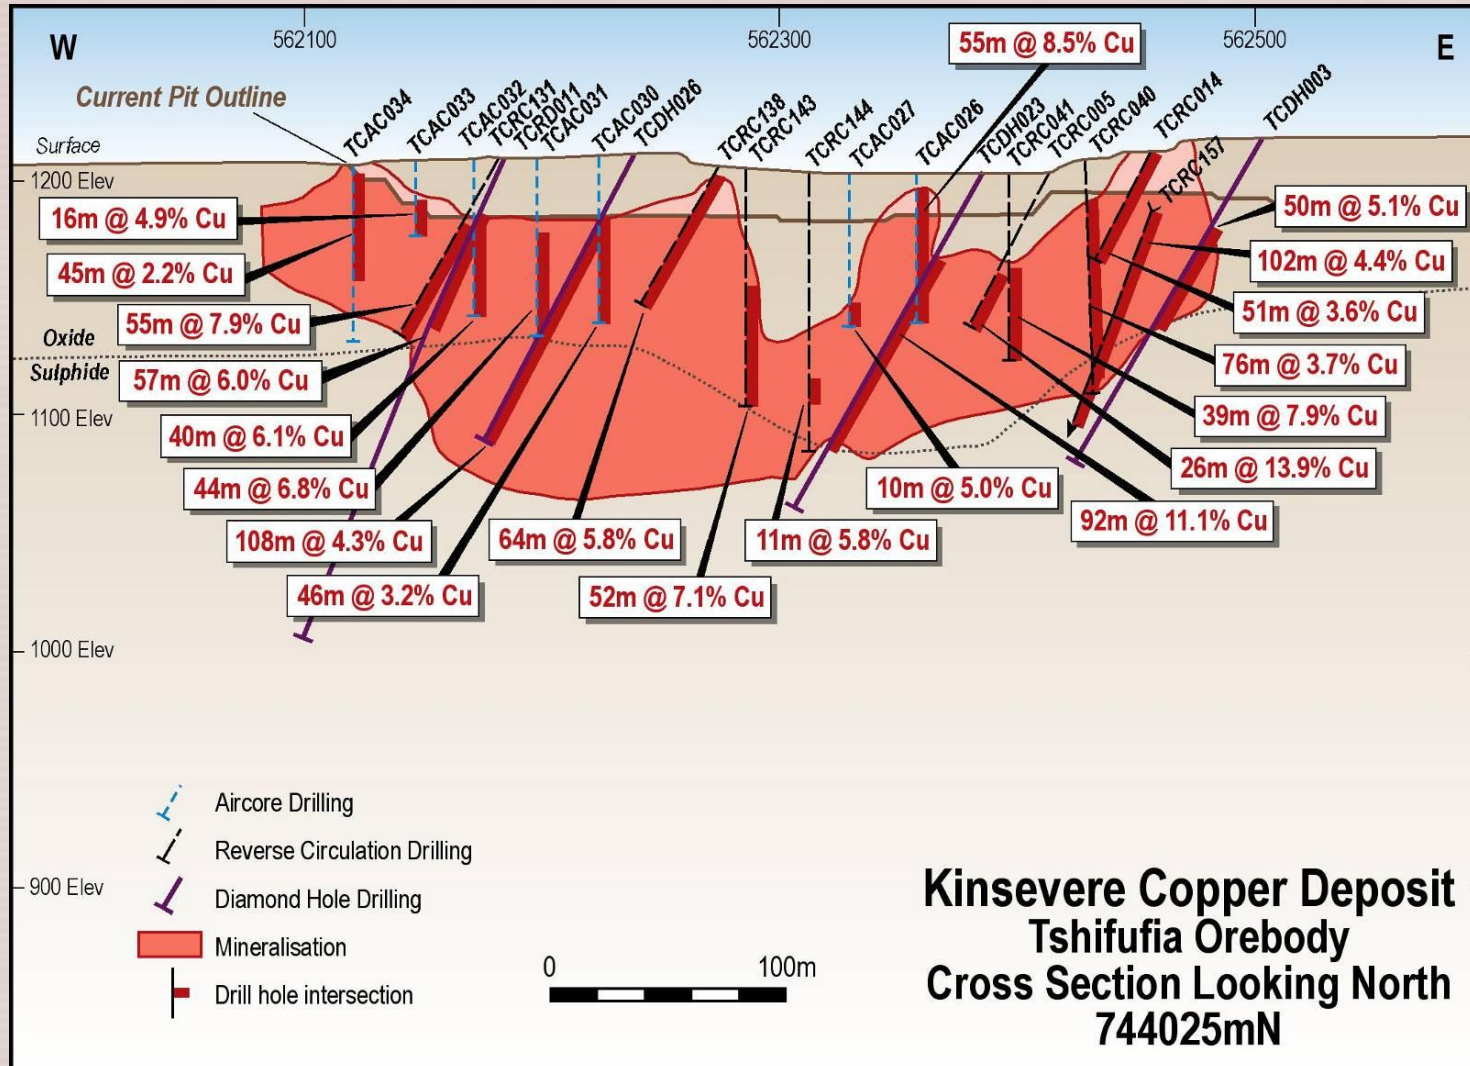 W
562100
562300
562500
E
55m @ 8.5% Cu
Current Pit Outline
TCAC034
TCAC033
TCAC032
TCRC131
TCRD011
TCAC031
TCAC030
TCDH026
TCRC138
TCRC143
TCRC144
TCAC027
TCAC026
TCDH023
TCRC041
TCRC005
TCRC040
TCRC014
TCRC157
TCDH003
Surface
1200 Elev
16m @ 4.9% Cu
50m @ 5.1% Cu
45m @ 2.2% Cu
102m @ 4.4% Cu
55m @ 7.9% Cu
51m @ 3.6% Cu
Oxide
Sulphide
57m @ 6.0% Cu
76m @ 3.7% Cu
1100 Elev
40m @ 6.1% Cu
39m @ 7.9% Cu
44m @ 6.8% Cu
10m @ 5.0% Cu
26m @ 13.9% Cu
108m @ 4.3% Cu
64m @ 5.8% Cu
11m @ 5.8% Cu
92m @ 11.1% Cu
46m @ 3.2% Cu
52m @ 7.1% Cu
1000 Elev
900 Elev
Aircore Drilling
Reverse Circulation Drilling
Diamond Hole Drilling
Mineralisation
Drill hole intersection
0
100m
Kinsevere Copper Deposit
Tshifufia Orebody
Cross Section Looking North
744025mN